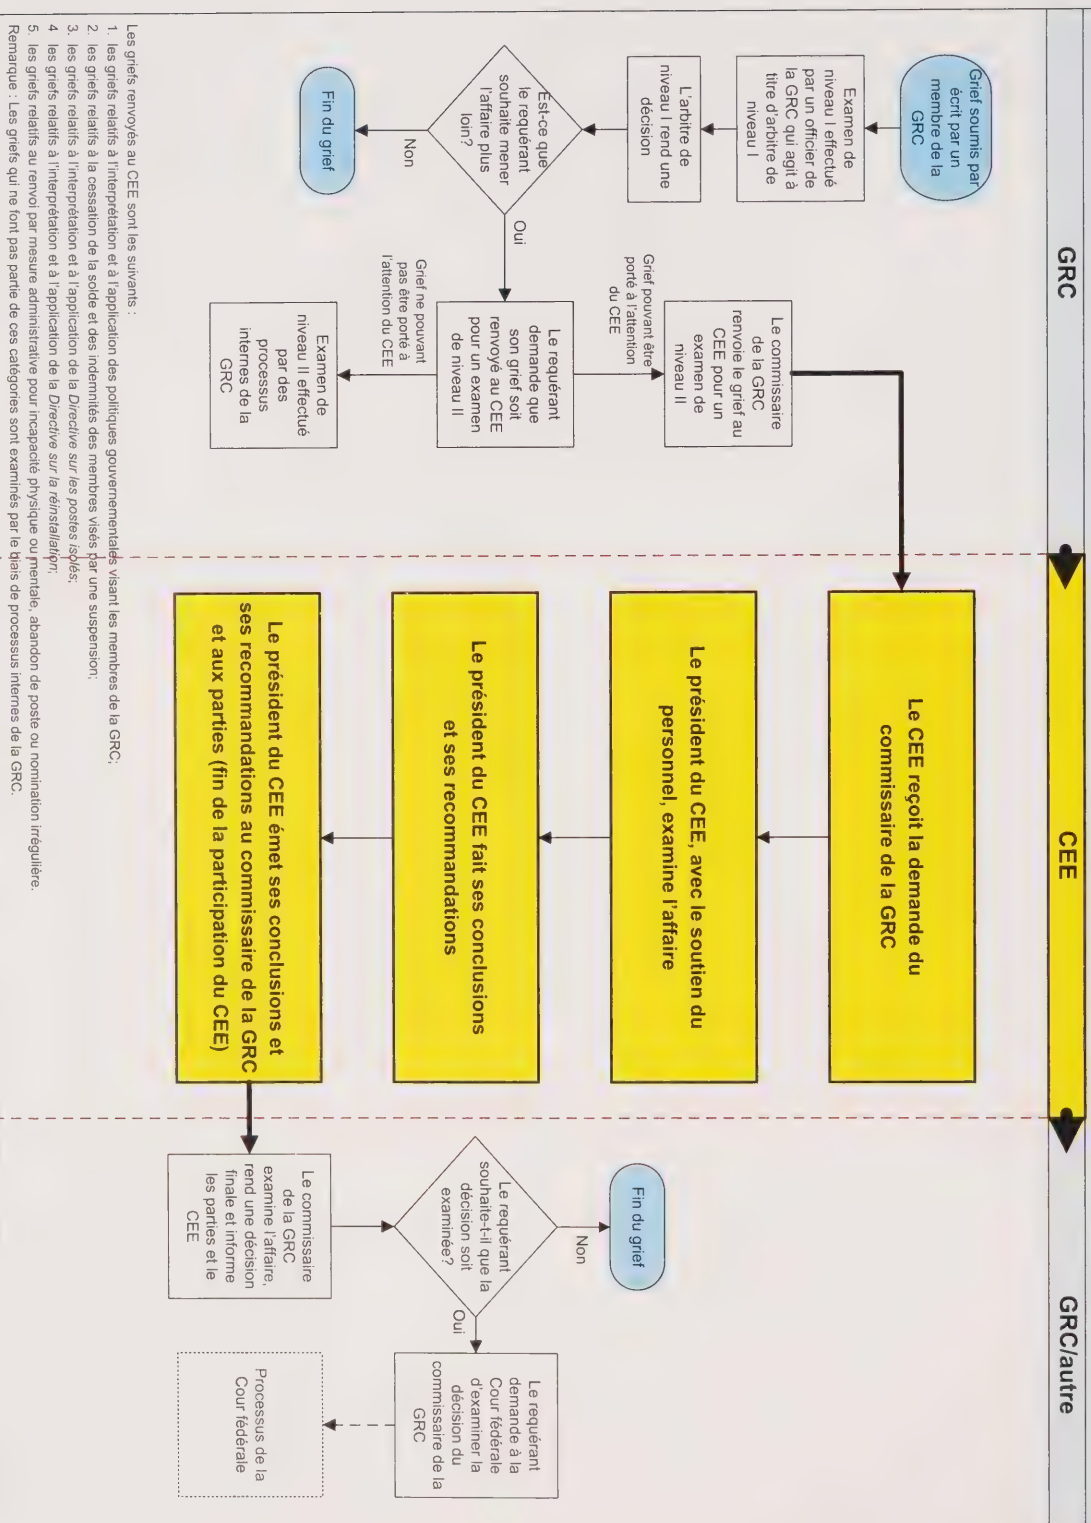 GRC
CEE
GRC/autre
Grief soumis par
écrit par un
membre de la
GRC
Examen de
niveau I effectué
par un officier de
la GRC qui agit à
titre d'arbitre de
niveau I
L'arbitre de
niveau I rend une
décision
Est-ce que
le requérant
souhaite mener
l'affaire plus
loin?
Non
Fin du grief
Oui
Le requérant
demande que
son grief soit
renvoyé au CEE
pour un examen
de niveau II
Grief pouvant être
porté à l'attention
du CEE
Le commissaire
de la GRC
renvoie le grief au
CEE pour un
examen de
niveau II
Grief ne pouvant
pas être porté à
l'attention du CEE
Examen de
niveau II effectué
par des
processus
internes de la
GRC
Le CEE reçoit la demande du
commissaire de la GRC
Le président du CEE, avec le soutien du
personnel, examine l'affaire
Le président du CEE fait ses conclusions
et ses recommandations
Le président du CEE émet ses conclusions et
ses recommandations au commissaire de la GRC
et aux parties (fin de la participation du CEE)
Le commissaire
de la GRC
examine l'affaire,
rend une décision
finale et informe
les parties et le
CEE
Le requérant
souhaite-t-il que la
décision soit
examinée?
Non
Fin du grief
Oui
Le requérant
demande à la
Cour fédérale
d'examiner la
décision du
commissaire de la
GRC
Processus de la
Cour fédérale
Les griefs renvoyés au CEE sont les suivants :
1. les griefs relatifs à l'interprétation et à l'application des politiques gouvernementales visant les membres de la GRC;
2. les griefs relatifs à la cessation de la solde et des indemnités des membres visés par une suspension;
3. les griefs relatifs à l'interprétation et à l'application de la Directive sur les postes isolés;
4 les griefs relatifs à l'interprétation et à l'application de la Directive sur la réinstallation;
5. les griefs relatifs au renvoi par mesure administrative pour incapacité physique ou mentale, abandon de poste ou nomination irrégulière.
Remarque : Les griefs qui ne font pas partie de ces catégories sont examinés par le biais de processus internes de la GRC.